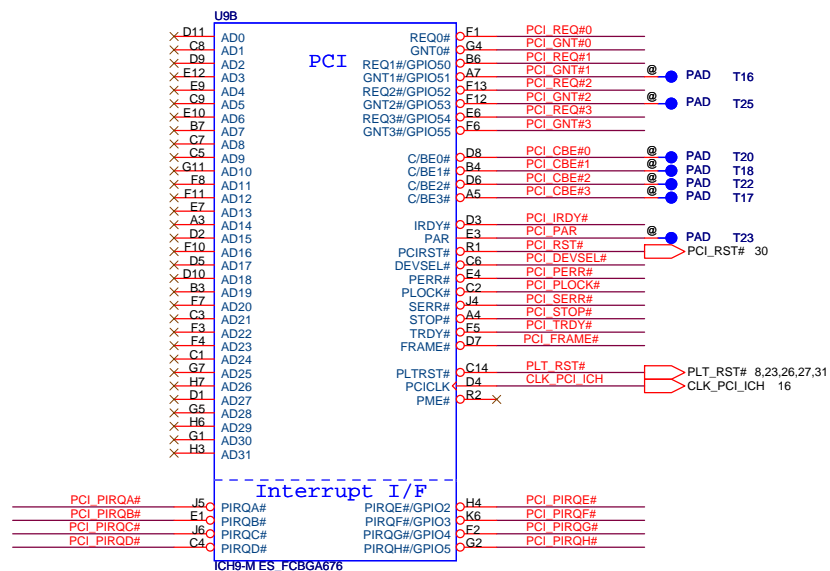 U9B
PCI
D11 AD0 REQ0# F1 PCI_REQ#0
C8 AD1 GNT0# G4 PCI_GNT#0
D9 AD2 REQ1#/GPIO50 B6 PCI_REQ#1
E12 AD3 GNT1#/GPIO51 A7 PCI_GNT#1 @ PAD T16
E9 AD4 REQ2#/GPIO52 F13 PCI_REQ#2
C9 AD5 GNT2#/GPIO53 F12 PCI_GNT#2 @ PAD T25
E10 AD6 REQ3#/GPIO54 E6 PCI_REQ#3
B7 AD7 GNT3#/GPIO55 F6 PCI_GNT#3
C7 AD8
C5 AD9 C/BE0# D8 PCI_CBE#0 @ PAD T20
G11 AD10 C/BE1# B4 PCI_CBE#1 @ PAD T18
F8 AD11 C/BE2# D6 PCI_CBE#2 @ PAD T22
F11 AD12 C/BE3# A5 PCI_CBE#3 @ PAD T17
E7 AD13
A3 AD14 IRDY# D3 PCI_IRDY#
D2 AD15 PAR E3 PCI_PAR @ PAD T23
F10 AD16 PCIRST# R1 PCI_RST# PCI_RST# 30
D5 AD17 DEVSEL# C6 PCI_DEVSEL#
D10 AD18 PERR# E4 PCI_PERR#
B3 AD19 PLOCK# C2 PCI_PLOCK#
F7 AD20 SERR# J4 PCI_SERR#
C3 AD21 STOP# A4 PCI_STOP#
F3 AD22 TRDY# F5 PCI_TRDY#
F4 AD23 FRAME# D7 PCI_FRAME#
C1 AD24
G7 AD25 PLTRST# C14 PLT_RST# PLT_RST# 8,23,26,27,31
H7 AD26 PCICLK D4 CLK_PCI_ICH CLK_PCI_ICH 16
D1 AD27 PME# R2
G5 AD28
H6 AD29
G1 AD30
H3 AD31
Interrupt I/F
PCI_PIRQA# J5 PIRQA# PIRQE#/GPIO2 H4 PCI_PIRQE#
PCI_PIRQB# E1 PIRQB# PIRQF#/GPIO3 K6 PCI_PIRQF#
PCI_PIRQC# J6 PIRQC# PIRQG#/GPIO4 F2 PCI_PIRQG#
PCI_PIRQD# C4 PIRQD# PIRQH#/GPIO5 G2 PCI_PIRQH#
ICH9-M ES_FCBGA676